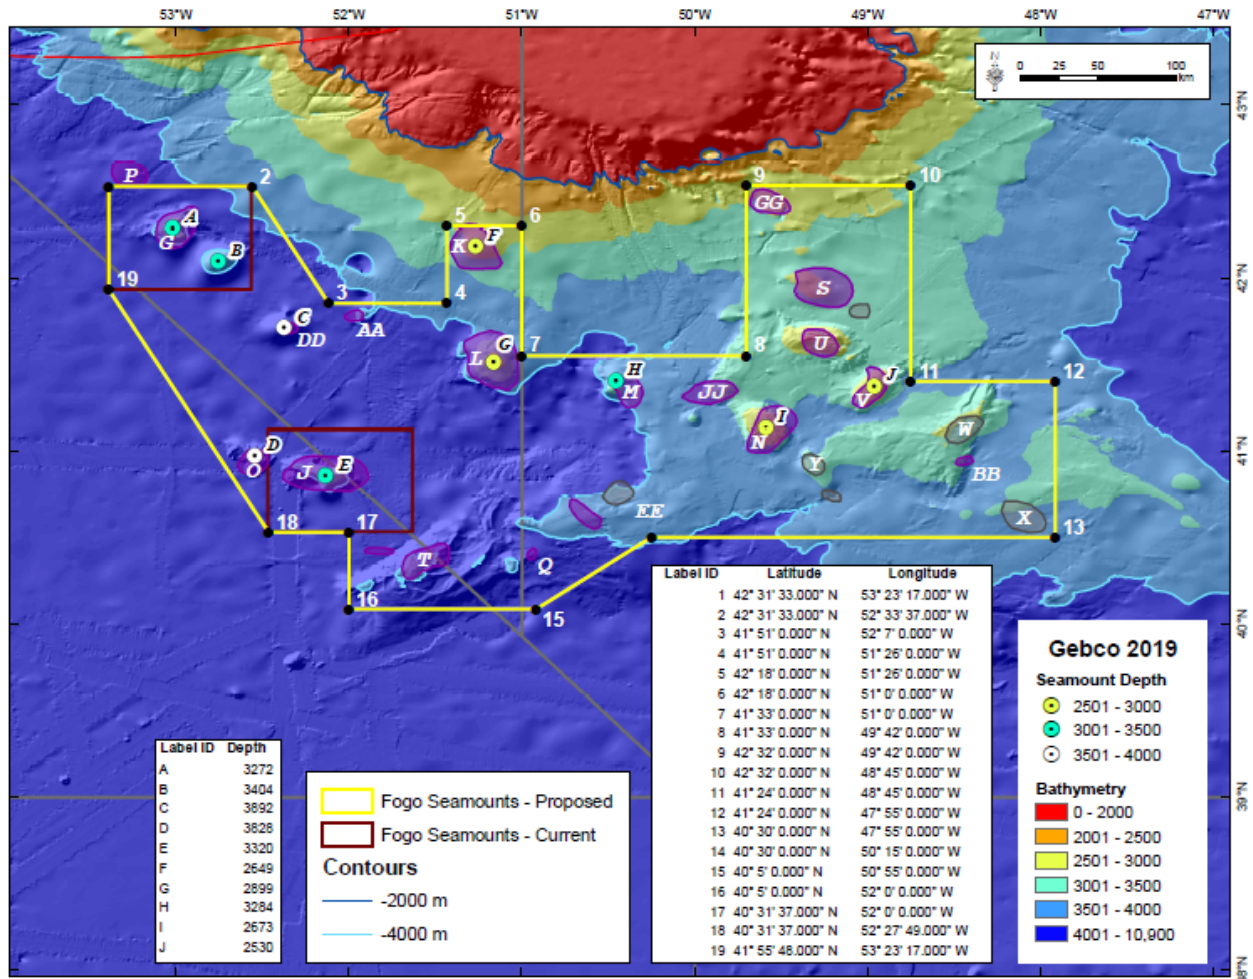 53°W 52°W 51°W 50°W 49°W 48°W 47°W
N
0 25 50 100
km
43°N
42°N
41°N
40°N
39°N
38°N
P
2
9
10
GG
A
G
5
6
B
K
F
19
3
4
S
C
DD
AA
U
L
G
7
8
H
M
JJ
J
V
11
12
D
O
J
E
I
N
W
Y
BB
EE
X
18
17
13
T
Q
16
15
Label ID Depth
A 3272
B 3404
C 3892
D 3828
E 3320
F 2649
G 2899
H 3284
I 2673
J 2530
Fogo Seamounts - Proposed
Fogo Seamounts - Current
Contours
-2000 m
-4000 m
Label ID Latitude Longitude
1 42° 31' 33.000" N 53° 23' 17.000" W
2 42° 31' 33.000" N 52° 33' 37.000" W
3 41° 51' 0.000" N 52° 7' 0.000" W
4 41° 51' 0.000" N 51° 26' 0.000" W
5 42° 18' 0.000" N 51° 26' 0.000" W
6 42° 18' 0.000" N 51° 0' 0.000" W
7 41° 33' 0.000" N 51° 0' 0.000" W
8 41° 33' 0.000" N 49° 42' 0.000" W
9 42° 32' 0.000" N 49° 42' 0.000" W
10 42° 32' 0.000" N 48° 45' 0.000" W
11 41° 24' 0.000" N 48° 45' 0.000" W
12 41° 24' 0.000" N 47° 55' 0.000" W
13 40° 30' 0.000" N 47° 55' 0.000" W
14 40° 30' 0.000" N 50° 15' 0.000" W
15 40° 5' 0.000" N 50° 55' 0.000" W
16 40° 5' 0.000" N 52° 0' 0.000" W
17 40° 31' 37.000" N 52° 0' 0.000" W
18 40° 31' 37.000" N 52° 27' 49.000" W
19 41° 55' 48.000" N 53° 23' 17.000" W
Gebco 2019
Seamount Depth
2501 - 3000
3001 - 3500
3501 - 4000
Bathymetry
0 - 2000
2001 - 2500
2501 - 3000
3001 - 3500
3501 - 4000
4001 - 10,900